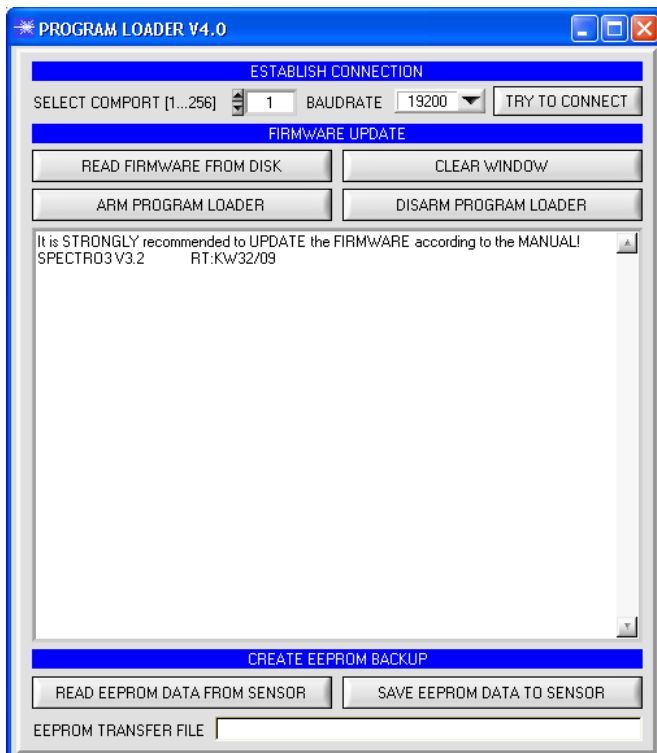 PROGRAM LOADER V4.0
ESTABLISH CONNECTION
SELECT COMPORT [1...256] 1 BAUDRATE 19200 TRY TO CONNECT
FIRMWARE UPDATE
READ FIRMWARE FROM DISK CLEAR WINDOW
ARM PROGRAM LOADER DISARM PROGRAM LOADER
It is STRONGLY recommended to UPDATE the FIRMWARE according to the MANUAL!
SPECTRO3 V3.2 RT:KW32/09
CREATE EEPROM BACKUP
READ EEPROM DATA FROM SENSOR SAVE EEPROM DATA TO SENSOR
EEPROM TRANSFER FILE